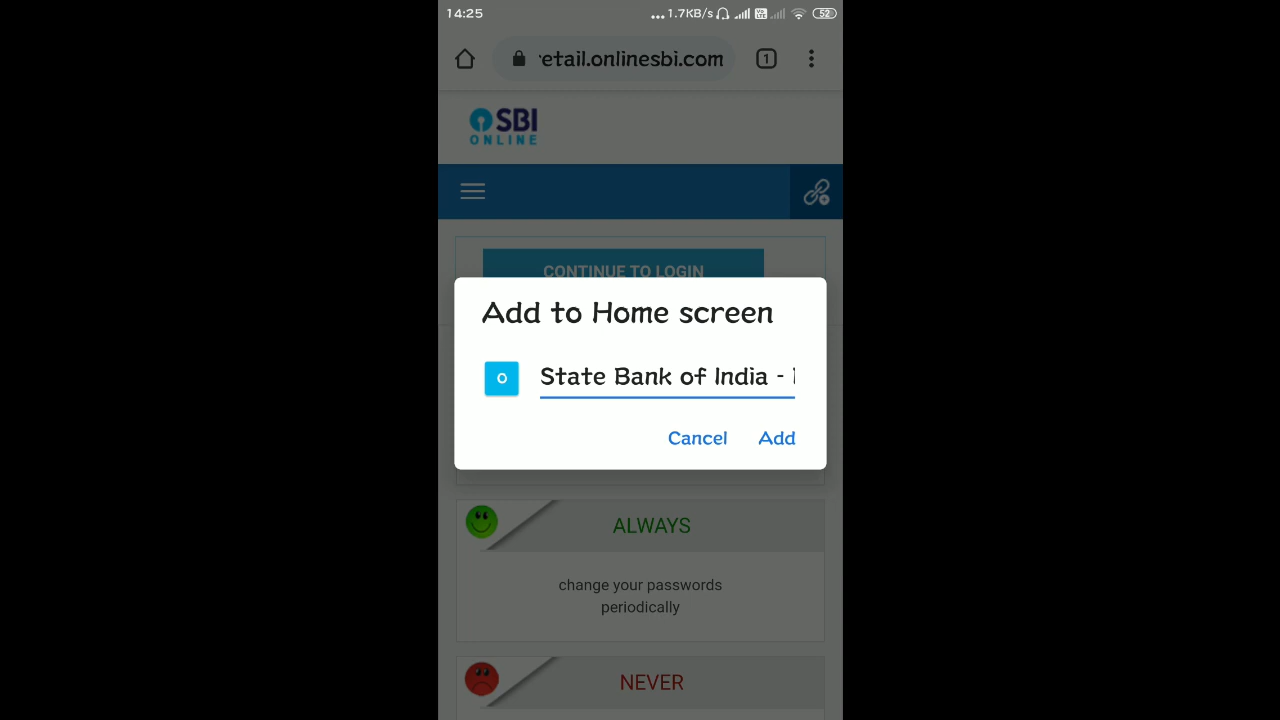 14:25
1.7KB/s
52
etail.onlinesbi.com
1
SBI
ONLINE
CONTINUE TO LOGIN
Add to Home screen
O
State Bank of India -
Cancel
Add
ALWAYS
change your passwords
periodically
NEVER